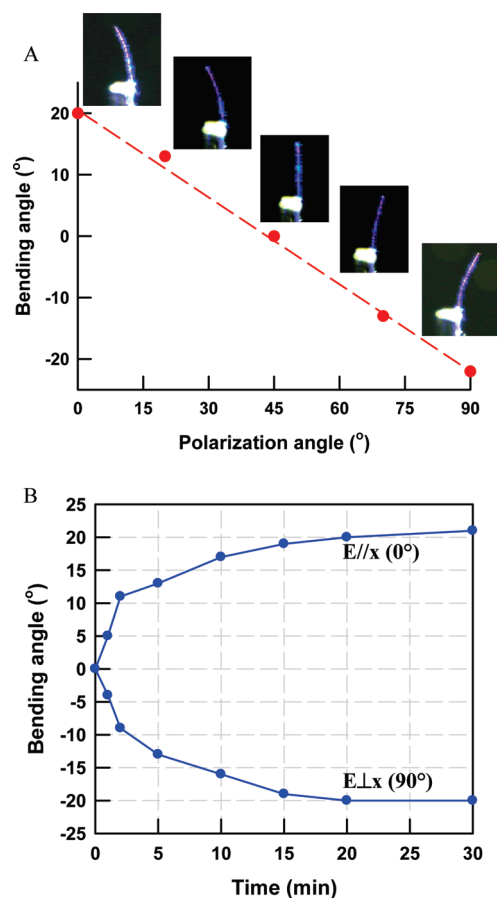 A
20
10
0
-10
-20
Bending angle (°)
0 15 30 45 60 75 90
Polarization angle (°)
B
25
20
15
10
5
0
-5
-10
-15
-20
-25
Bending angle (°)
E//x (0°)
E⊥x (90°)
0 5 10 15 20 25 30
Time (min)